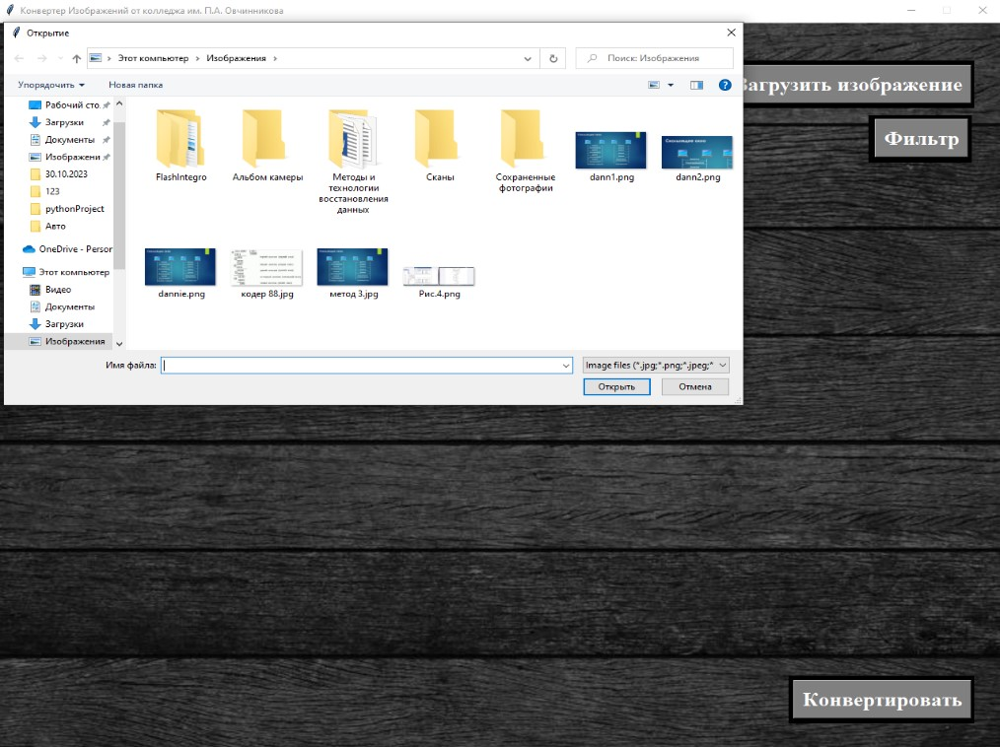 Конвертер Изображений от колледжа им. П.А. Овчинникова
Открытие
Этот компьютер › Изображения ›
Поиск: Изображения
Упорядочить
Новая папка
Рабочий сто
Загрузки
Документы
Изображени
30.10.2023
123
pythonProject
Авто
OneDrive - Person
Этот компьютер
Видео
Документы
Загрузки
Изображения
FlashIntegro
Альбом камеры
Методы и
технологии
восстановления
данных
Сканы
Сохраненные
фотографии
dann1.png
dann2.png
dannie.png
кодер 88.jpg
метод 3.jpg
Рис.4.png
Имя файла:
Image files (*.jpg;*.png;*.jpeg;*
Открыть
Отмена
Загрузить изображение
Фильтр
Конвертировать